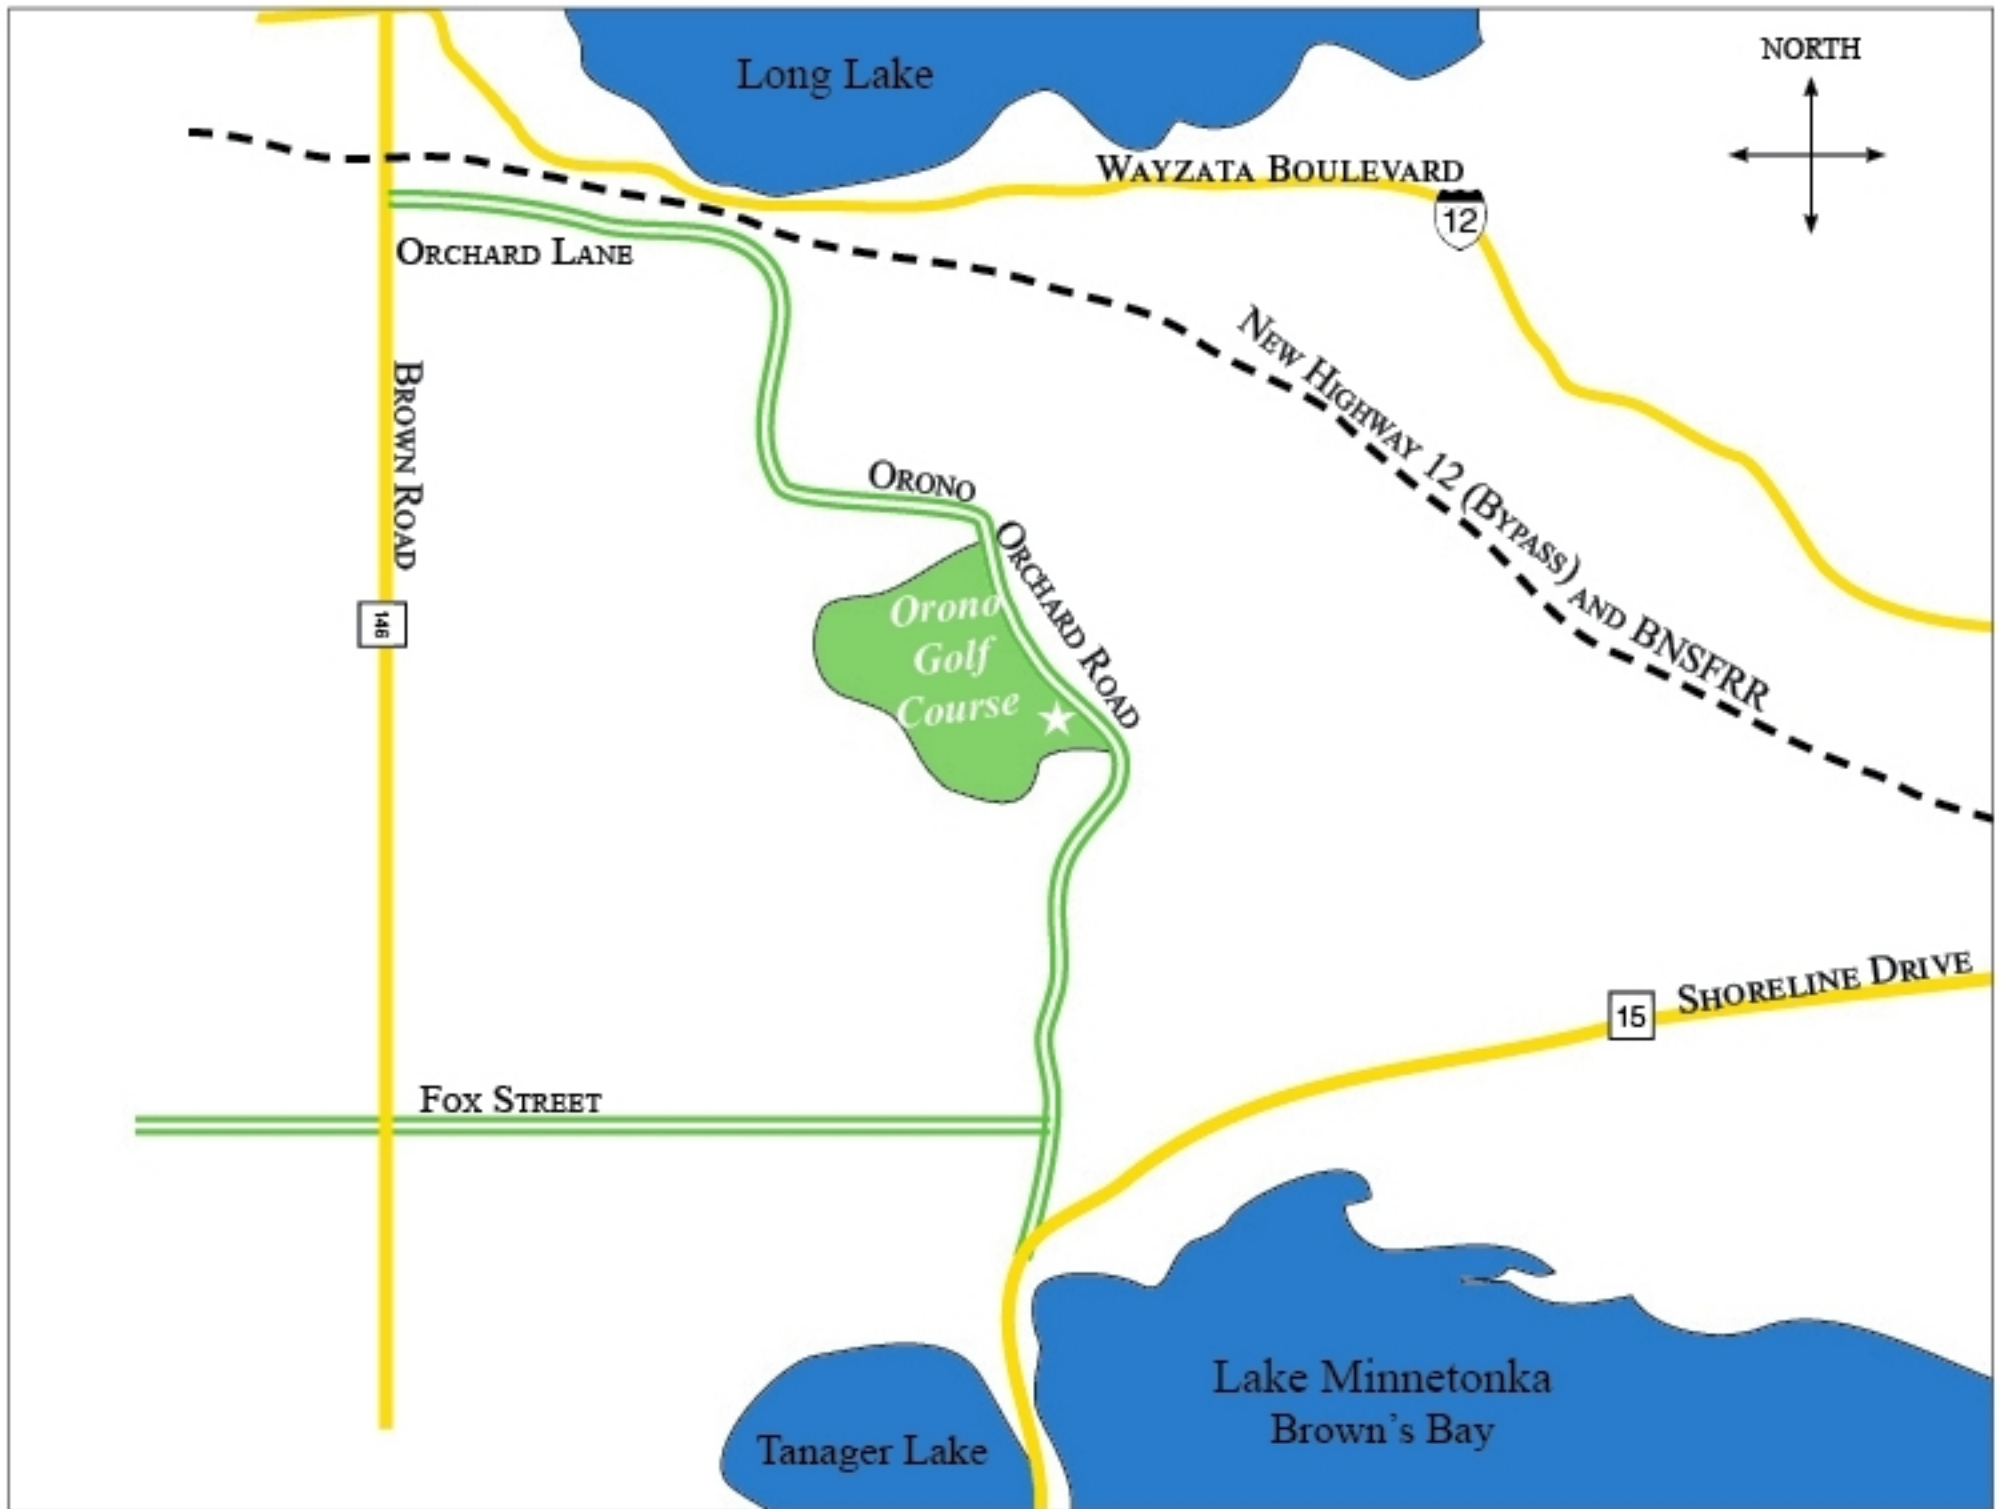 NORTH
Long Lake
WAYZATA BOULEVARD
12
ORCHARD LANE
NEW HIGHWAY 12 (BYPASS) AND BNSFRR
BROWN ROAD
ORONO
ORCHARD ROAD
Orono
Golf
Course
146
SHORELINE DRIVE
15
FOX STREET
Lake Minnetonka
Brown's Bay
Tanager Lake